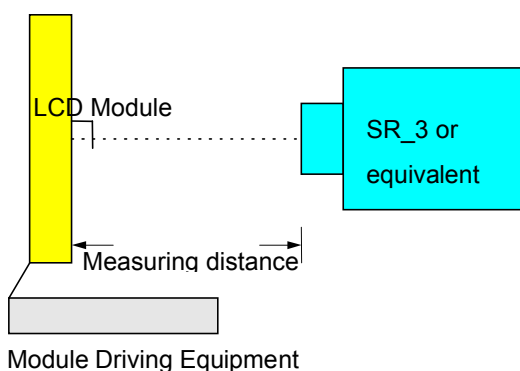 LCD Module
SR_3 or
equivalent
Measuring distance
Module Driving Equipment